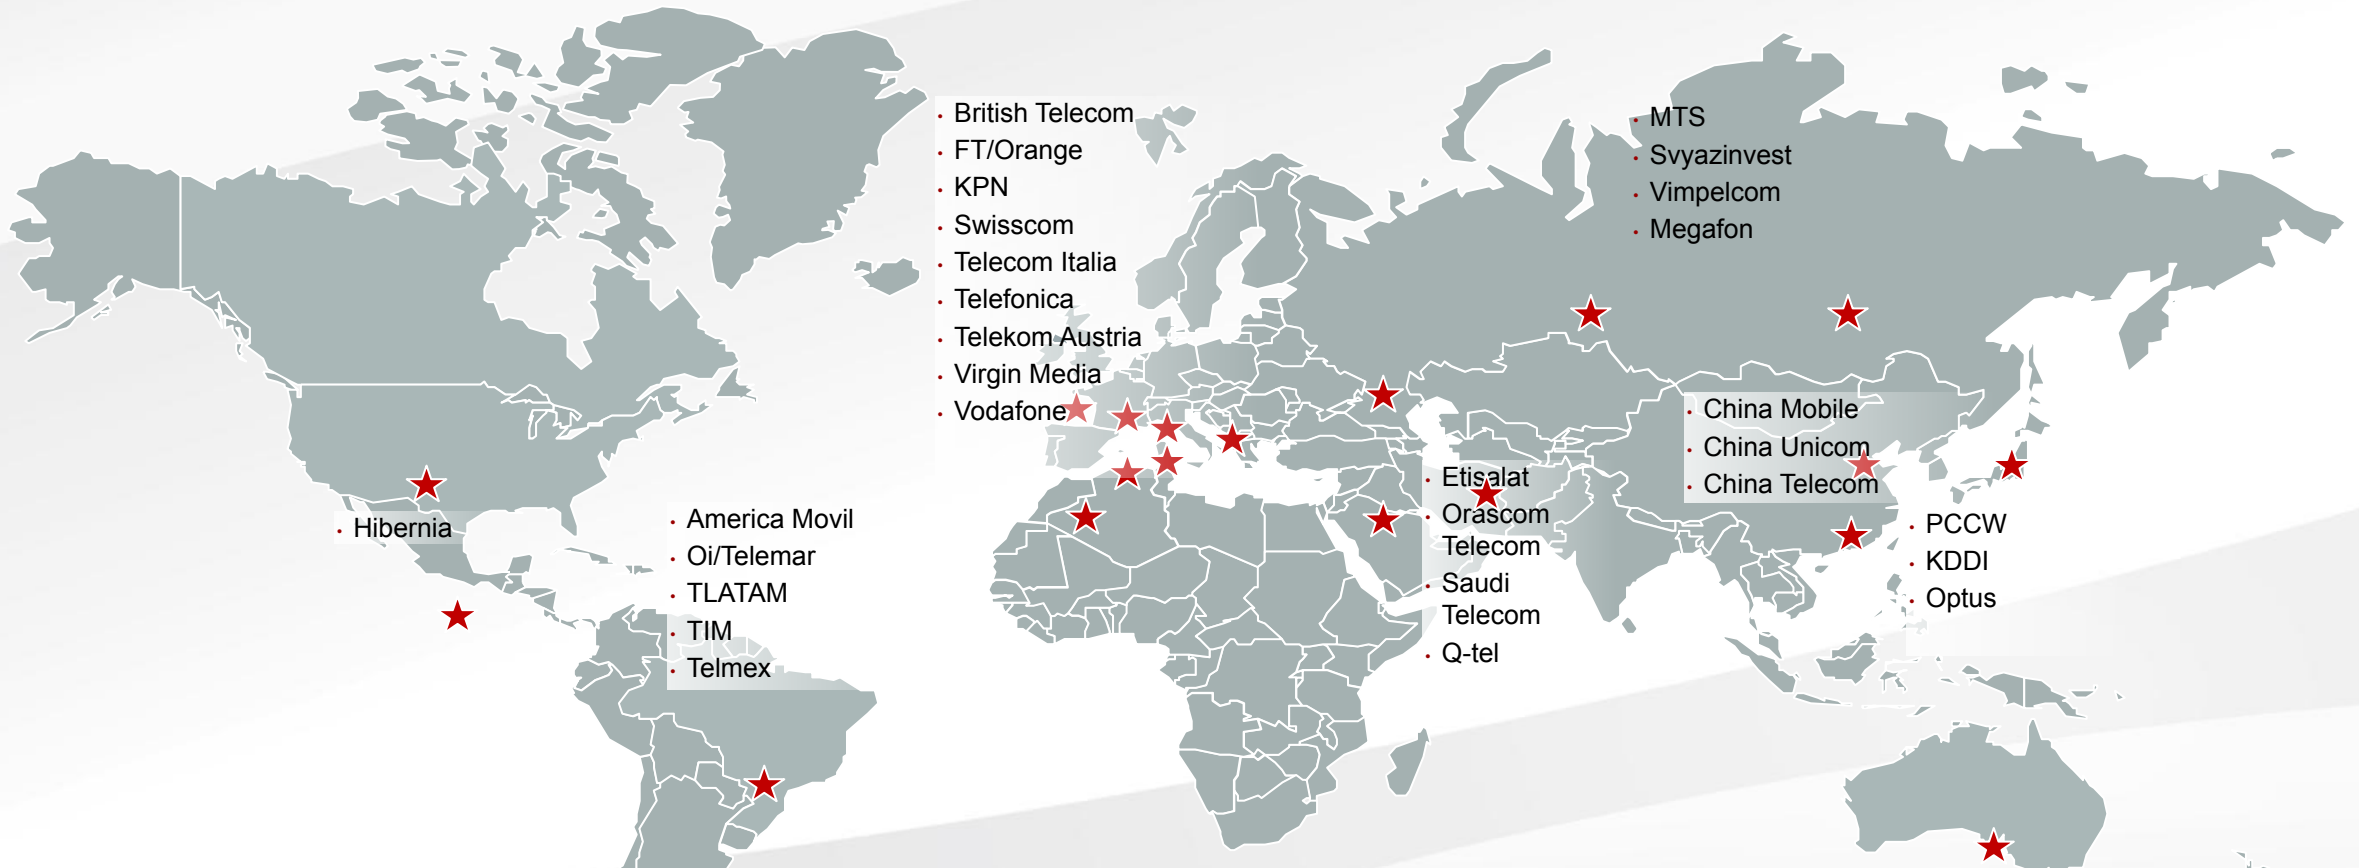 · British Telecom
· FT/Orange
· KPN
· Swisscom
· Telecom Italia
· Telefonica
· Telekom Austria
· Virgin Media
· Vodafone
· MTS
· Svyazinvest
· Vimpelcom
· Megafon
· China Mobile
· China Unicom
· China Telecom
· Hibernia
· America Movil
· Oi/Telemar
· TLATAM
· TIM
· Telmex
· Etisalat
· Orascom
Telecom
· Saudi
Telecom
· Q-tel
· PCCW
· KDDI
· Optus